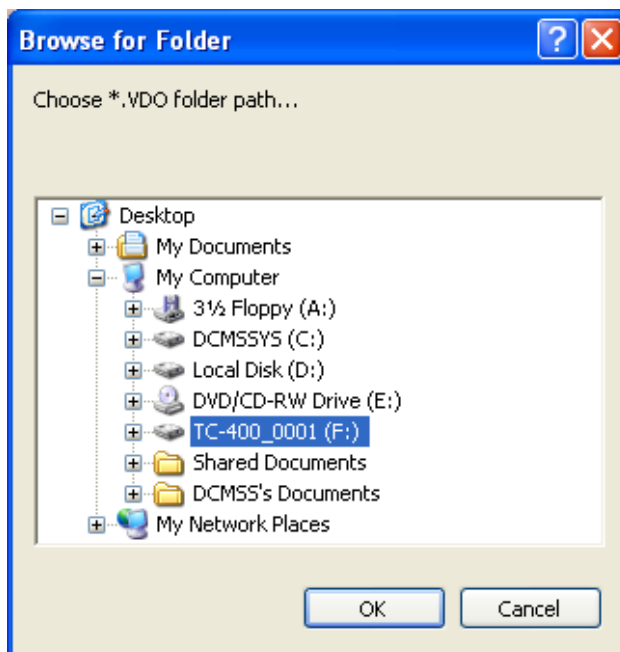 Browse for Folder
Choose *.VDO folder path...
Desktop
My Documents
My Computer
3½ Floppy (A:)
DCMSSYS (C:)
Local Disk (D:)
DVD/CD-RW Drive (E:)
TC-400_0001 (F:)
Shared Documents
DCMSS's Documents
My Network Places
OK Cancel